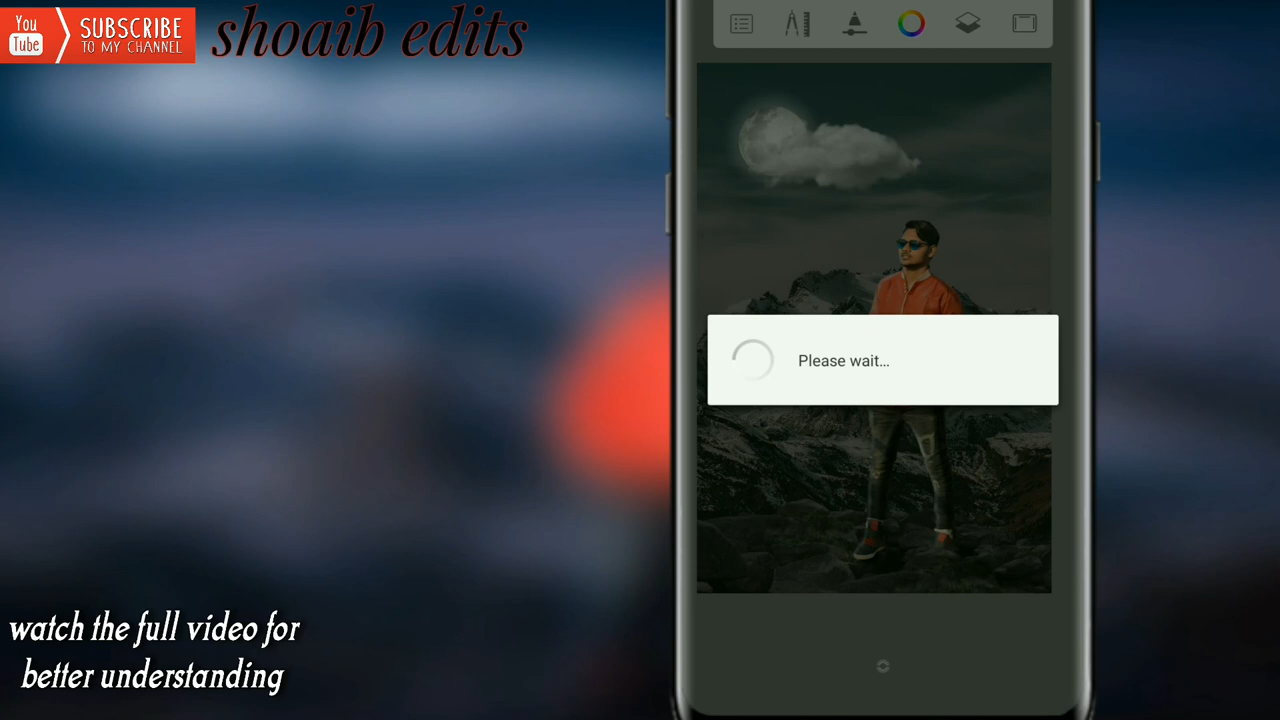 You
Tube
SUBSCRIBE
TO MY CHANNEL
shoaib edits
Please wait...
watch the full video for
better understanding